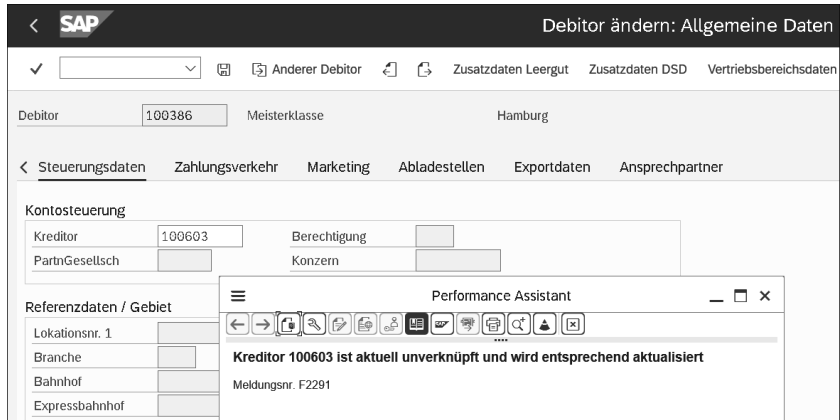 SAP Debitor ändern: Allgemeine Daten
Anderer Debitor Zusatzdaten Leergut Zusatzdaten DSD Vertriebsbereichsdaten
Debitor 100386 Meisterklasse Hamburg
Steuerungsdaten Zahlungsverkehr Marketing Abladestellen Exportdaten Ansprechpartner
Kontosteuerung
Kreditor 100603 Berechtigung
PartnGesellsch Konzern
Performance Assistant
Referenzdaten / Gebiet
Lokationsnr. 1
Branche
Bahnhof
Expressbahnhof
Kreditor 100603 ist aktuell unverknüpft und wird entsprechend aktualisiert
Meldungsnr. F2291